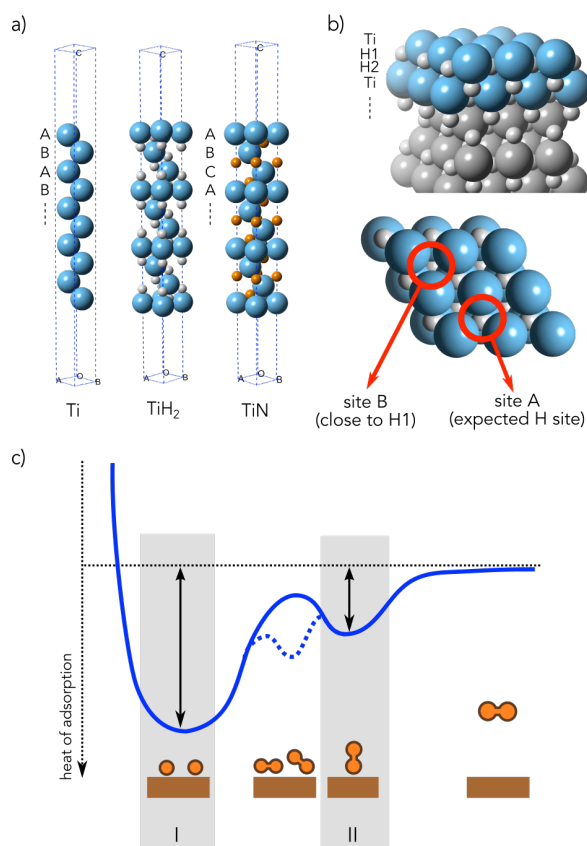 a)
C
C
C
A
B
A
B
A
B
C
A
A
O
B
A
O
B
A
O
B
Ti
TiH2
TiN
b)
Ti
H1
H2
Ti
site B
(close to H1)
site A
(expected H site)
c)
heat of adsorption
I
II